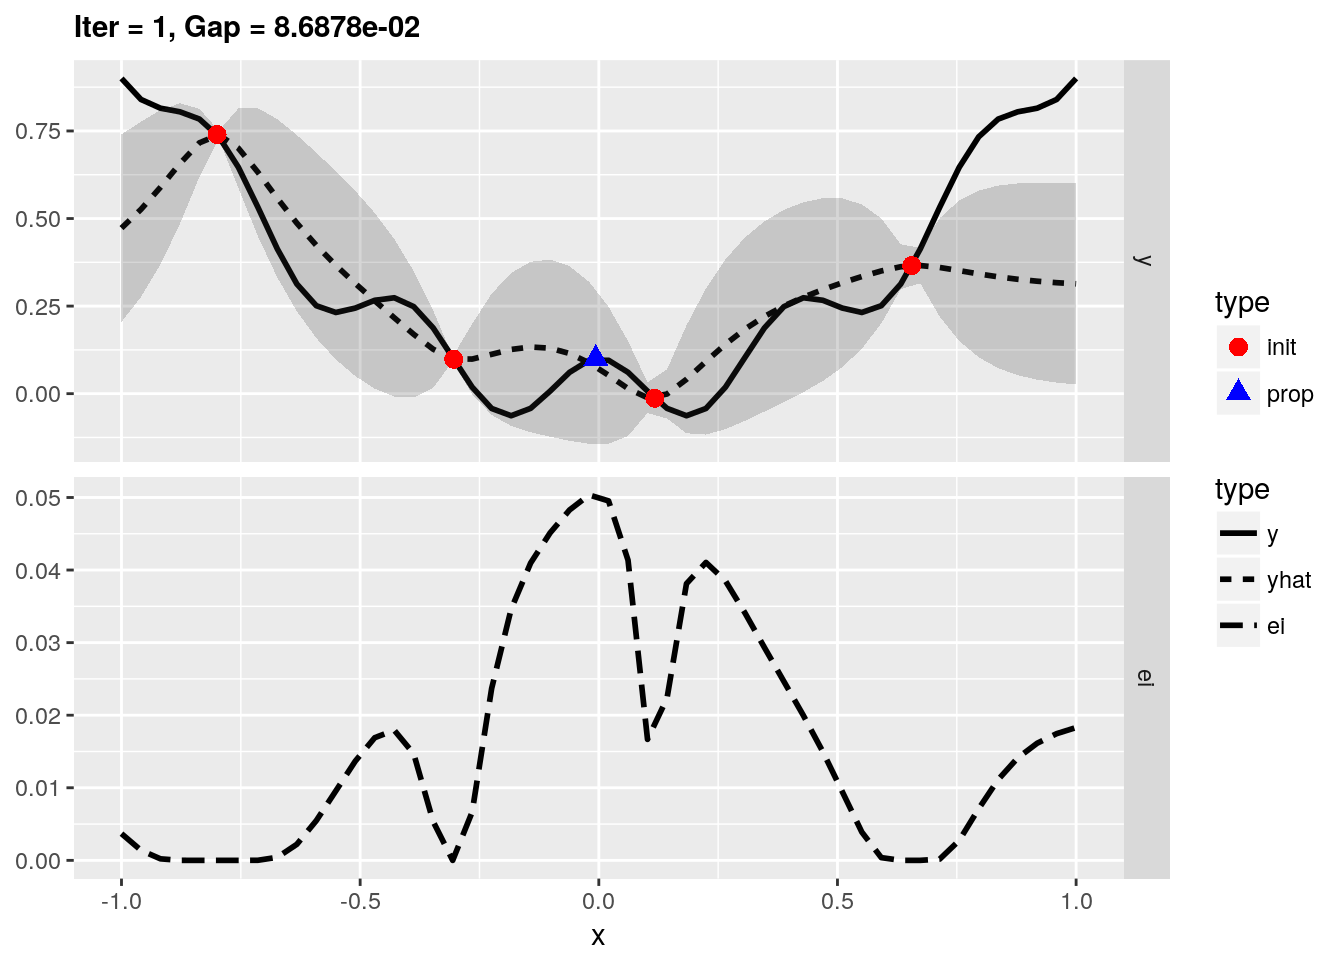 Iter = 1, Gap = 8.6878e-02
0.75
0.50
0.25
0.00
y
0.05
0.04
0.03
0.02
0.01
0.00
ei
-1.0 -0.5 0.0 0.5 1.0
x
type
init
prop
type
y
yhat
ei